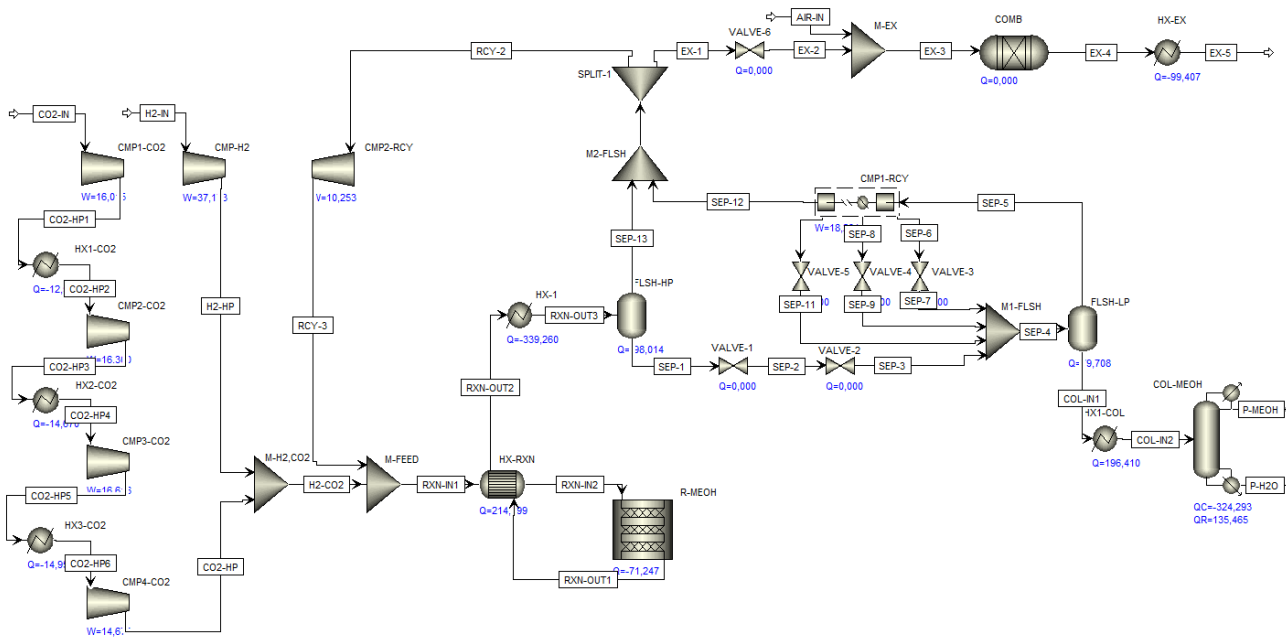 AIR-IN
VALVE-6
M-EX
COMB
HX-EX
RCY-2
EX-1
EX-2
EX-3
EX-4
EX-5
Q=0,000
Q=0,000
Q=-99,407
SPLIT-1
CO2-IN
H2-IN
CMP1-CO2
CMP-H2
CMP2-RCY
M2-FLSH
CMP1-RCY
W=37,1
W=10,253
SEP-12
SEP-5
CO2-HP1
SEP-13
SEP-8
SEP-6
HX1-CO2
VALVE-5
VALVE-4
VALVE-3
FLSH-HP
FLSH-LP
Q=-12,
CO2-HP2
CMP2-CO2
H2-HP
RCY-3
HX-1
RXN-OUT3
SEP-11
SEP-9
SEP-7
M1-FLSH
SEP-4
Q=-339,260
VALVE-1
VALVE-2
CO2-HP3
SEP-1
SEP-2
SEP-3
Q=0,000
Q=0,000
HX2-CO2
CO2-HP4
RXN-OUT2
COL-MEOH
COL-IN1
HX1-COL
P-MEOH
CMP3-CO2
M-H2,CO2
M-FEED
HX-RXN
COL-IN2
Q=196,410
H2-CO2
RXN-IN1
RXN-IN2
R-MEOH
P-H2O
CO2-HP5
QC=-324,293
QR=135,465
HX3-CO2
CO2-HP6
CO2-HP
Q=-71,247
RXN-OUT1
CMP4-CO2